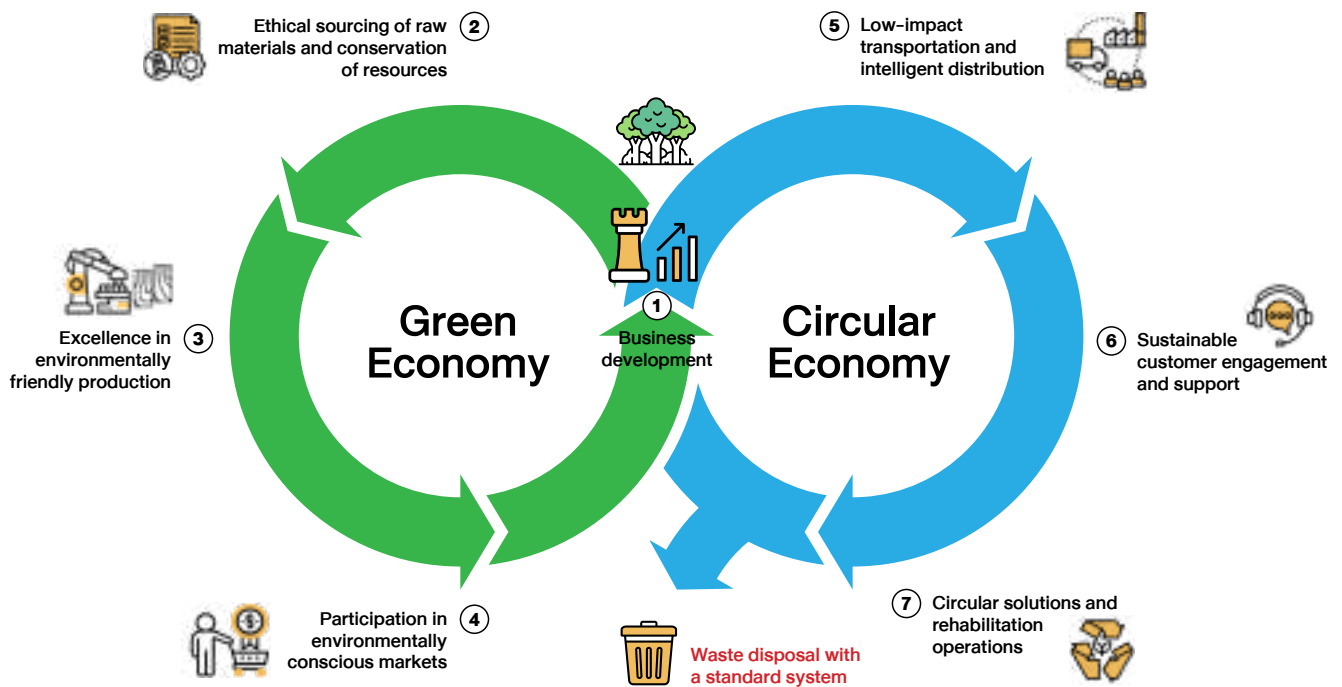 2
Ethical sourcing of raw
materials and conservation
of resources
5
Low-impact
transportation and
intelligent distribution
Green
Economy
1
Business
development
Circular
Economy
3
Excellence in
environmentally
friendly production
6
Sustainable
customer engagement
and support
4
Participation in
environmentally
conscious markets
Waste disposal with
a standard system
7
Circular solutions and
rehabilitation
operations